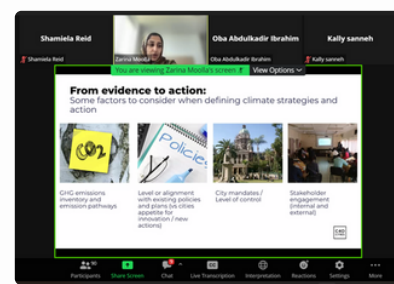 Shamiela Reid
Oba Abdulkadir Ibrahim
Kally sanneh
Shamiela Reid
Zarina Moolla
Oba Abdulkadir Ibrahim
Kally sanneh
You are viewing Zarina Moolla's screen
View Options
From evidence to action:
Some factors to consider when defining climate strategies and
action
CO2
Policies
GHG emissions
inventory and
emission pathways
Level or alignment
with existing policies
and plans (vs cities
appetite for
innovation / new
actions)
City mandates /
Level of control
Stakeholder
engagement
(internal and
external)
Participants
90
Share Screen
Chat
Live Transcription
Interpretation
Reactions
Settings
More